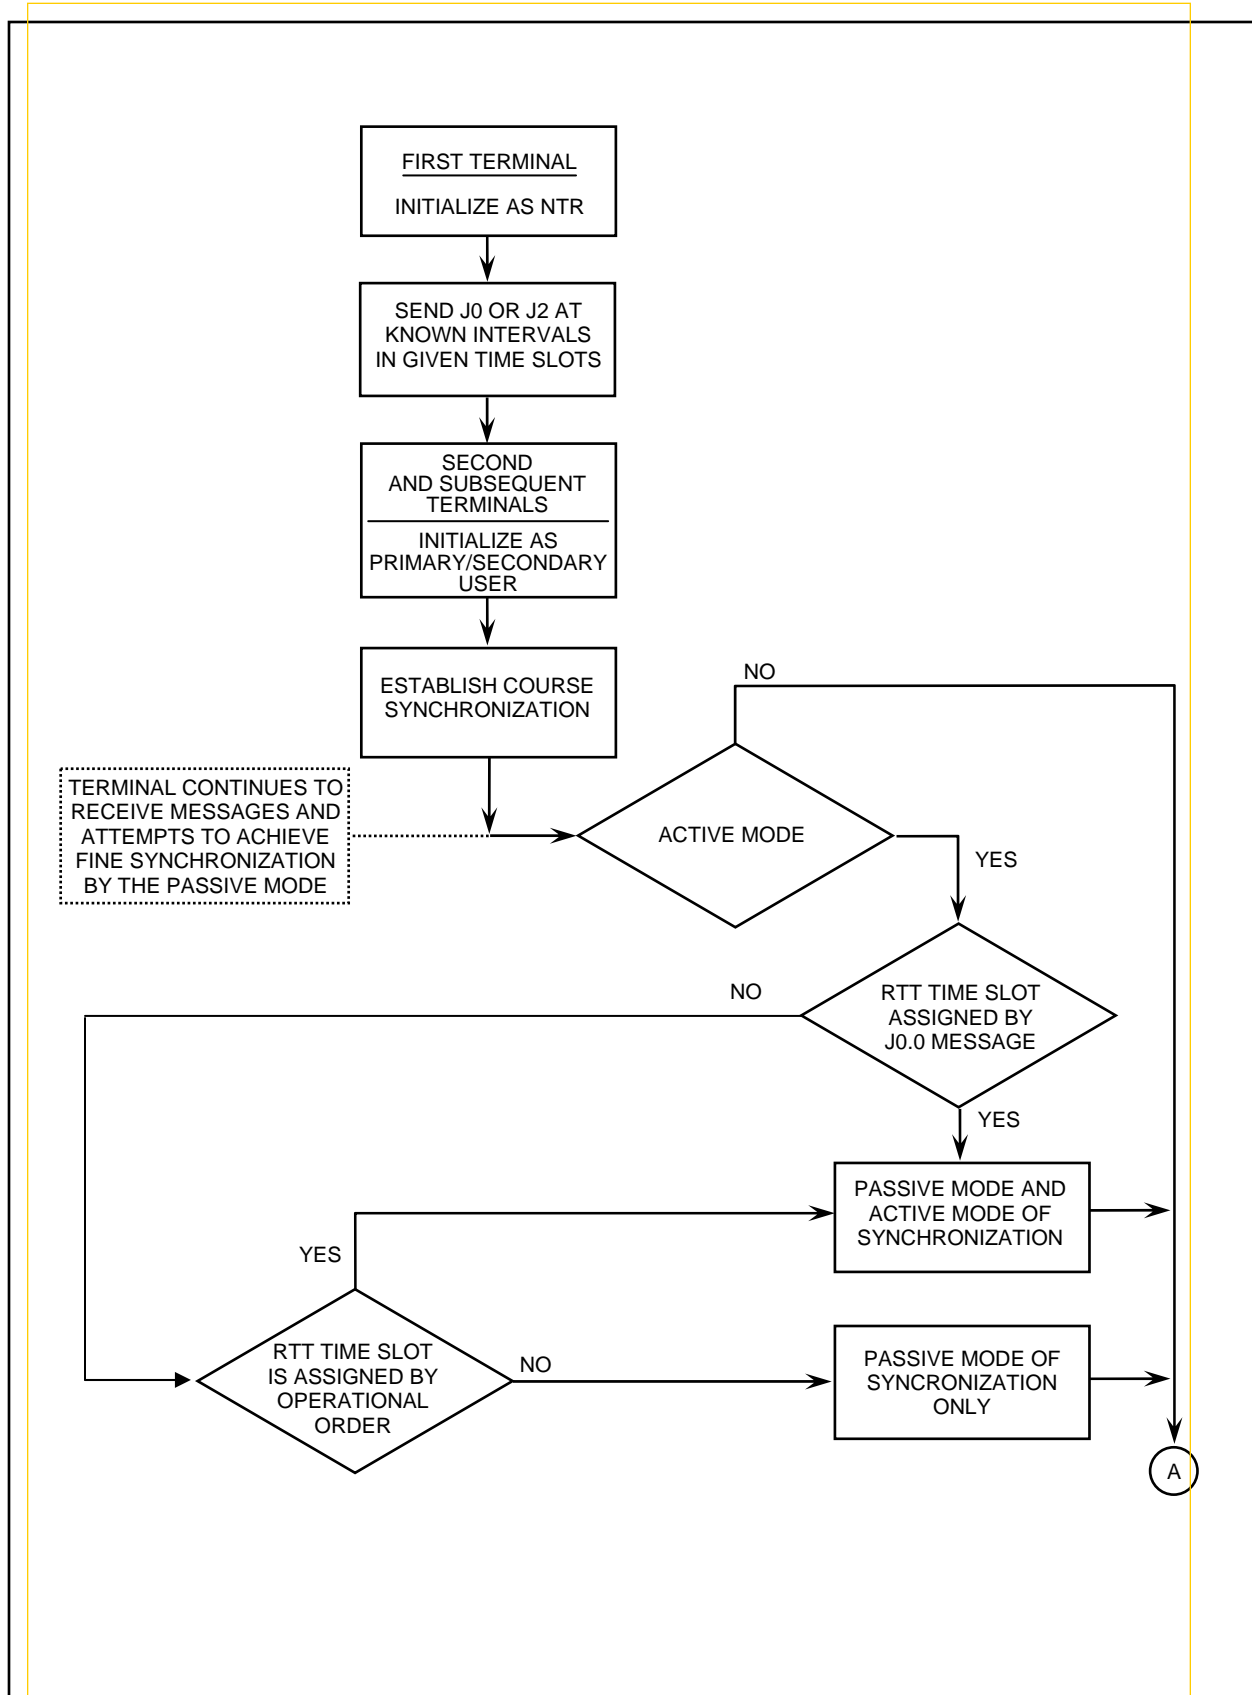 FIRST TERMINAL
INITIALIZE AS NTR
SEND J0 OR J2 AT
KNOWN INTERVALS
IN GIVEN TIME SLOTS
SECOND
AND SUBSEQUENT
TERMINALS
INITIALIZE AS
PRIMARY/SECONDARY
USER
ESTABLISH COURSE
SYNCHRONIZATION
NO
TERMINAL CONTINUES TO
RECEIVE MESSAGES AND
ATTEMPTS TO ACHIEVE
FINE SYNCHRONIZATION
BY THE PASSIVE MODE
ACTIVE MODE
YES
NO
RTT TIME SLOT
ASSIGNED BY
J0.0 MESSAGE
YES
PASSIVE MODE AND
ACTIVE MODE OF
SYNCHRONIZATION
YES
RTT TIME SLOT
IS ASSIGNED BY
OPERATIONAL
ORDER
NO
PASSIVE MODE OF
SYNCRONIZATION
ONLY
A